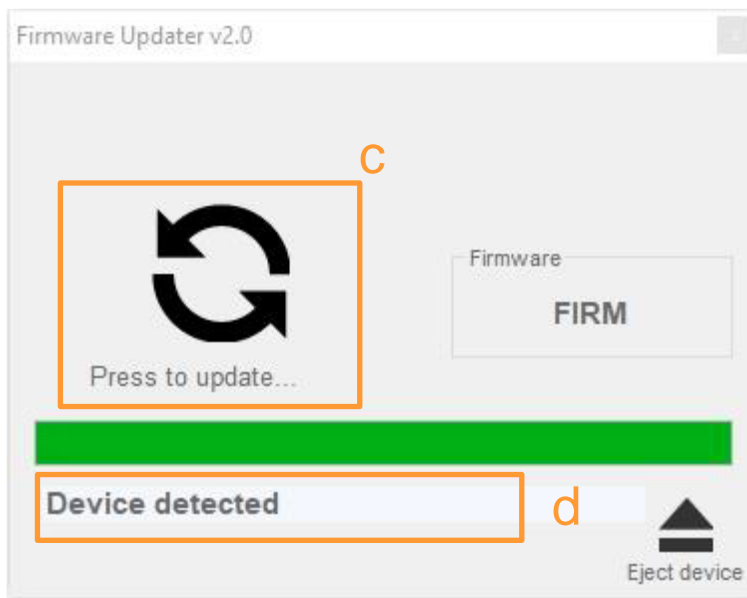 Firmware Updater v2.0
c
Firmware
FIRM
Press to update...
Device detected
d
Eject device